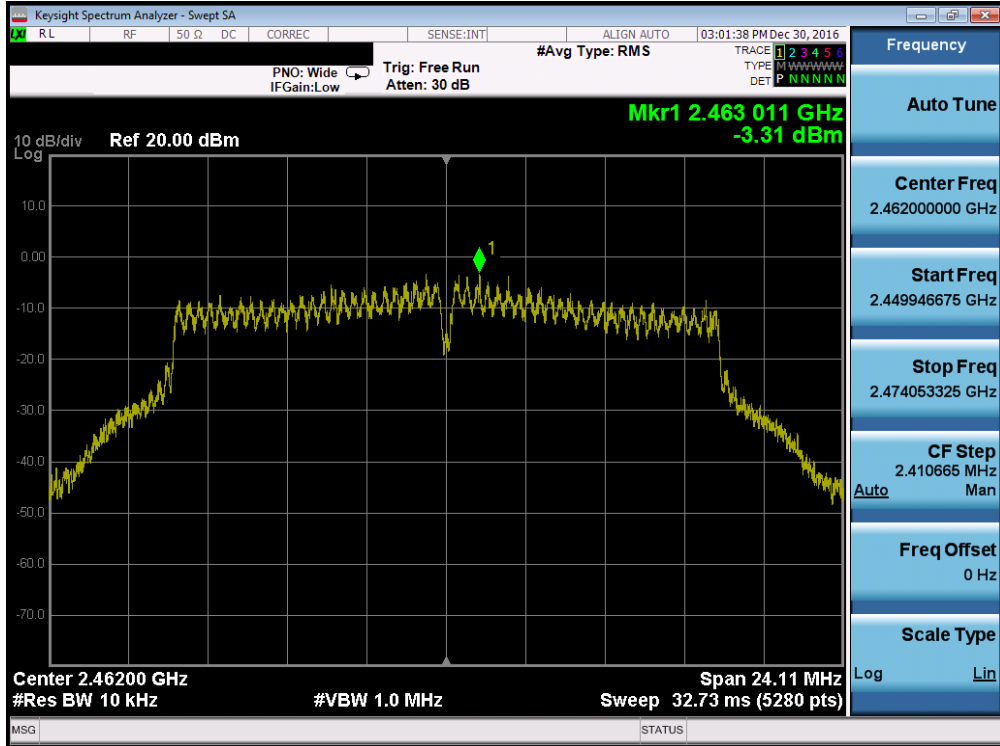 Keysight Spectrum Analyzer - Swept SA
LXI RL RF 50 Ω DC CORREC SENSE:INT ALIGN AUTO 03:01:38 PM Dec 30, 2016
#Avg Type: RMS TRACE 1 2 3 4 5 6
PNO: Wide Trig: Free Run TYPE M WWWWW
IFGain:Low Atten: 30 dB DET P N N N N N
Mkr1 2.463 011 GHz
-3.31 dBm
10 dB/div Ref 20.00 dBm
Log
10.0
1
0.00
-10.0
-20.0
-30.0
-40.0
-50.0
-60.0
-70.0
Center 2.46200 GHz Span 24.11 MHz
#Res BW 10 kHz #VBW 1.0 MHz Sweep 32.73 ms (5280 pts)
MSG STATUS
Frequency
Auto Tune
Center Freq
2.462000000 GHz
Start Freq
2.449946675 GHz
Stop Freq
2.474053325 GHz
CF Step
2.410665 MHz
Auto Man
Freq Offset
0 Hz
Scale Type
Log Lin